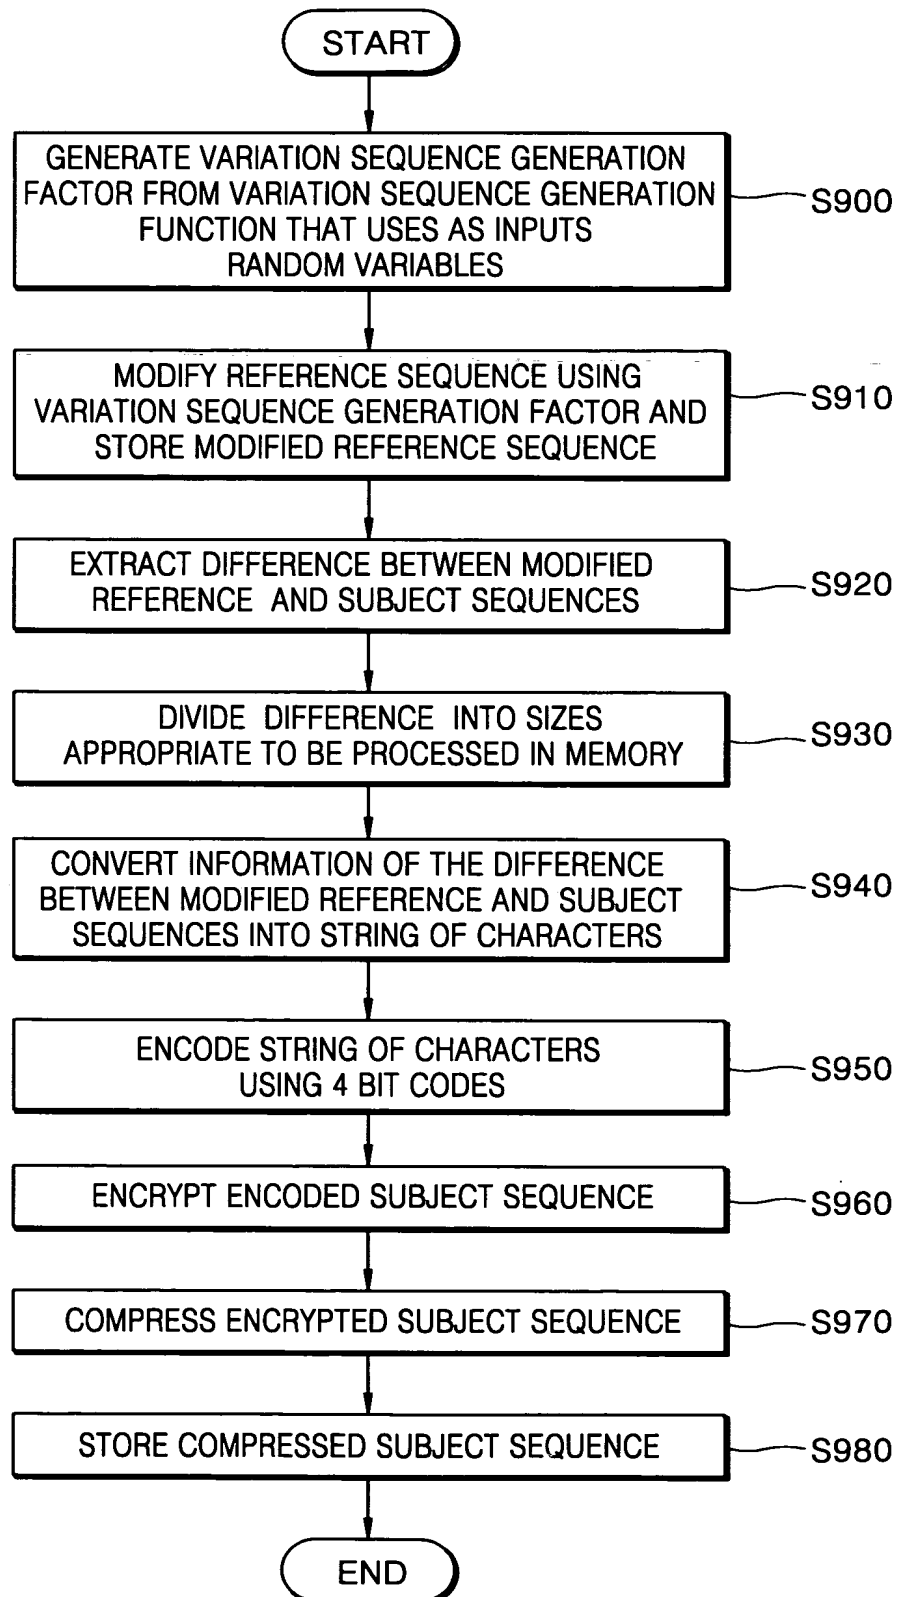 START
GENERATE VARIATION SEQUENCE GENERATION
FACTOR FROM VARIATION SEQUENCE GENERATION
FUNCTION THAT USES AS INPUTS
RANDOM VARIABLES
S900
MODIFY REFERENCE SEQUENCE USING
VARIATION SEQUENCE GENERATION FACTOR AND
STORE MODIFIED REFERENCE SEQUENCE
S910
EXTRACT DIFFERENCE BETWEEN MODIFIED
REFERENCE AND SUBJECT SEQUENCES
S920
DIVIDE DIFFERENCE INTO SIZES
APPROPRIATE TO BE PROCESSED IN MEMORY
S930
CONVERT INFORMATION OF THE DIFFERENCE
BETWEEN MODIFIED REFERENCE AND SUBJECT
SEQUENCES INTO STRING OF CHARACTERS
S940
ENCODE STRING OF CHARACTERS
USING 4 BIT CODES
S950
ENCRYPT ENCODED SUBJECT SEQUENCE
S960
COMPRESS ENCRYPTED SUBJECT SEQUENCE
S970
STORE COMPRESSED SUBJECT SEQUENCE
S980
END